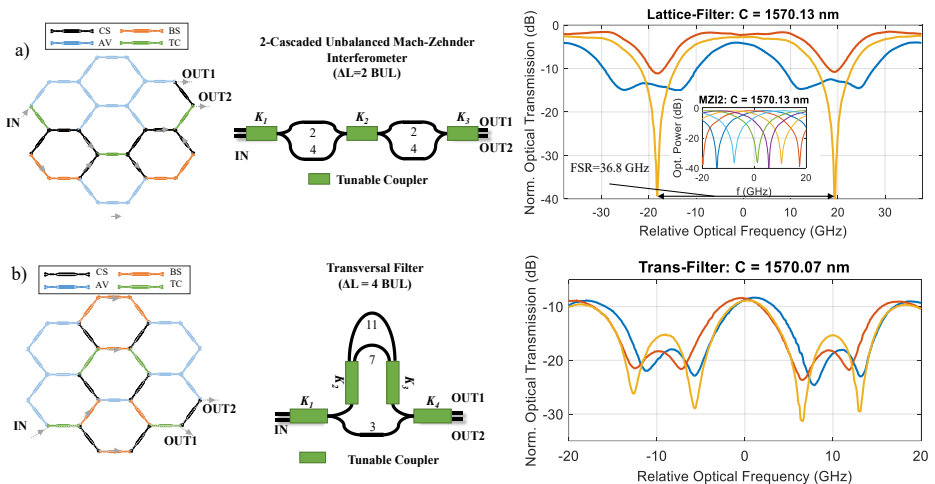 a)
CS BS
AV TC
OUT1
OUT2
IN
2-Cascaded Unbalanced Mach-Zehnder
Interferometer
(ΔL=2 BUL)
K1 K2 K3
2 2
4 4
OUT1
OUT2
IN
Tunable Coupler
Lattice-Filter: C = 1570.13 nm
Norm. Optical Transmission (dB)
0
-10
-20
-30
-40
-30 -20 -10 0 10 20 30
Relative Optical Frequency (GHz)
FSR=36.8 GHz
MZI2: C = 1570.13 nm
Opt. Power (dB)
0
-20
-40
-20 -10 0 10 20
f (GHz)
b)
CS BS
AV TC
IN
OUT2
OUT1
Transversal Filter
(ΔL = 4 BUL)
11
7
K2 K3
K1 K4
3
IN
OUT1
OUT2
Tunable Coupler
Trans-Filter: C = 1570.07 nm
Norm. Optical Transmission (dB)
-10
-20
-30
-20 -10 0 10 20
Relative Optical Frequency (GHz)